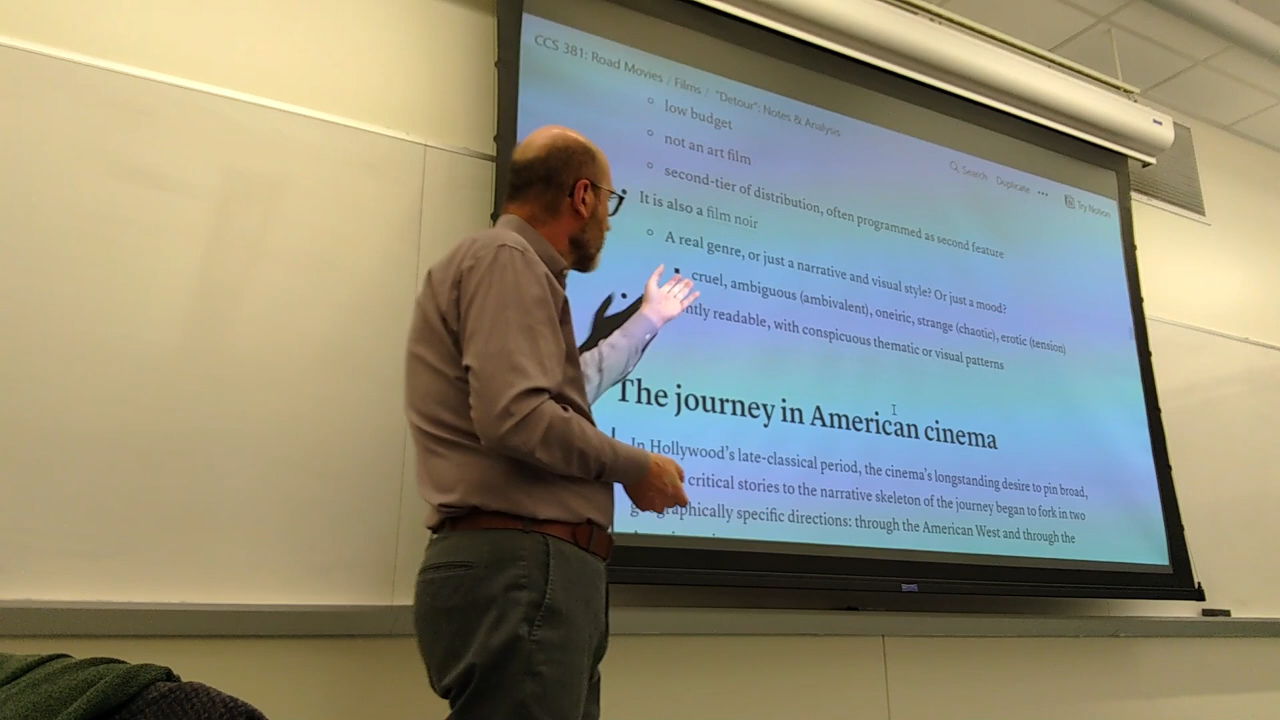 CCS 381: Road Movies / Films / "Detour": Notes & Analysis
Search Duplicate ••• Try Notion
low budget
not an art film
second-tier of distribution, often programmed as second feature
It is also a film noir
A real genre, or just a narrative and visual style? Or just a mood?
cruel, ambiguous (ambivalent), oneiric, strange (chaotic), erotic (tension)
readable, with conspicuous thematic or visual patterns
The journey in American cinema
In Hollywood's late-classical period, the cinema's longstanding desire to pin broad,
critical stories to the narrative skeleton of the journey began to fork in two
geographically specific directions: through the American West and through the